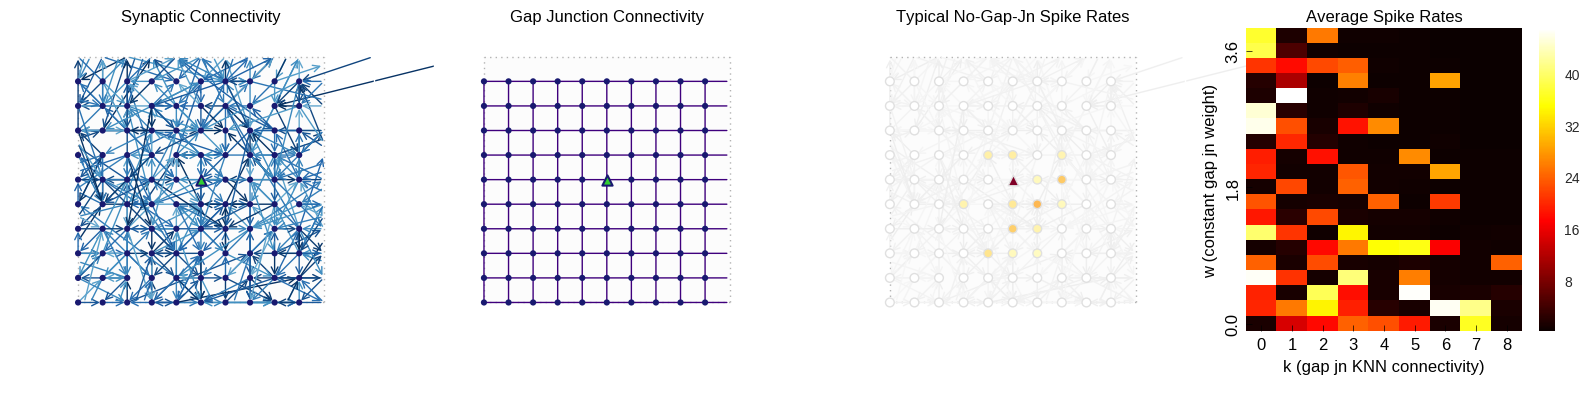 Synaptic Connectivity
Gap Junction Connectivity
Typical No-Gap-Jn Spike Rates
Average Spike Rates
w (constant gap jn weight)
3.6
1.8
0.0
0 1 2 3 4 5 6 7 8
k (gap jn KNN connectivity)
40
32
24
16
8